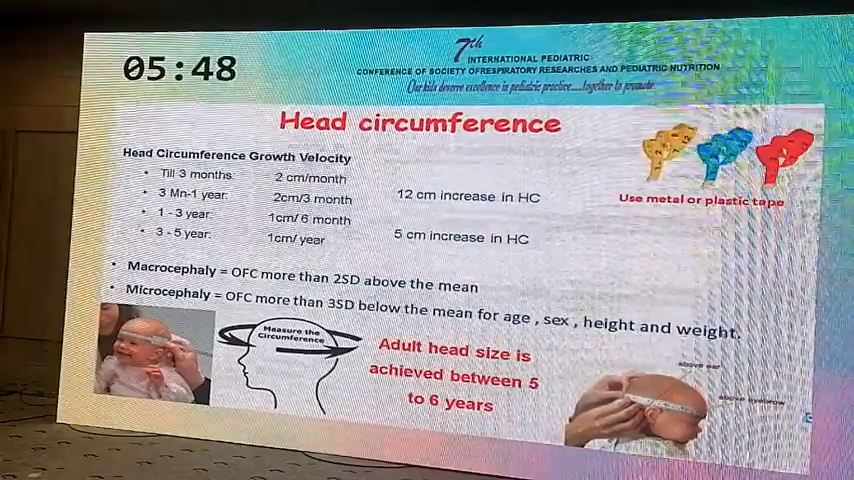 05:48
7th
INTERNATIONAL PEDIATRIC
CONFERENCE OF SOCIETY OFRESPIRATORY RESEARCHES AND PEDIATRIC NUTRITION
Our kids deserve excellence in pediatric practice.....together to promote
Head circumference
Head Circumference Growth Velocity
• Till 3 months: 2 cm/month
• 3 Mn-1 year: 2cm/3 month
12 cm increase in HC
• 1 - 3 year: 1cm/ 6 month
• 3 - 5 year: 1cm/ year
5 cm increase in HC
Use metal or plastic tape
• Macrocephaly = OFC more than 2SD above the mean
• Microcephaly = OFC more than 3SD below the mean for age , sex , height and weight.
Measure the
Circumference
Adult head size is
achieved between 5
to 6 years
above ear
above eyebrow